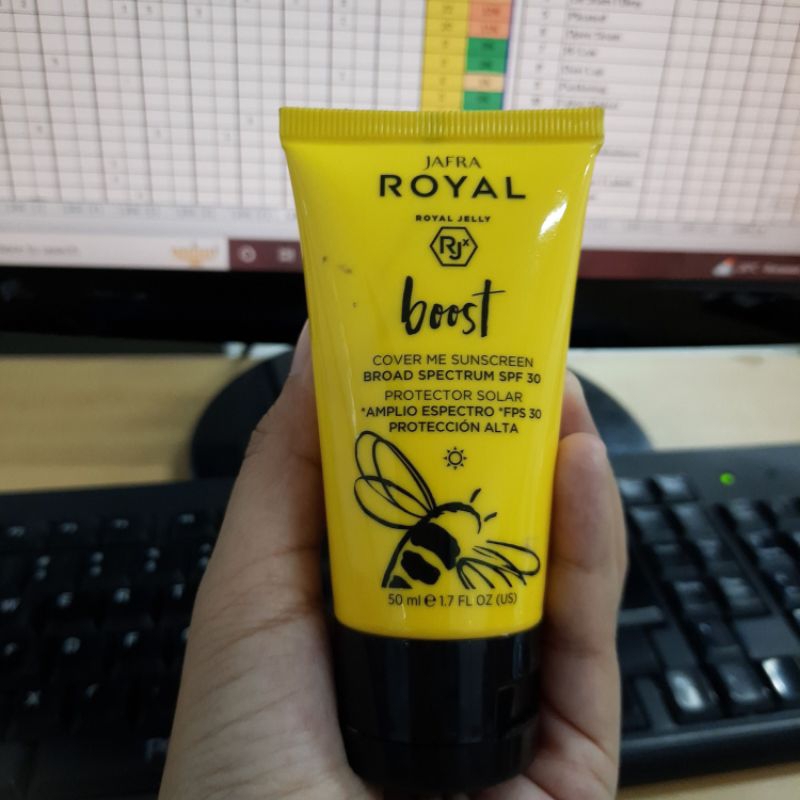 JAFRA
ROYAL
ROYAL JELLY
RJx
boost
COVER ME SUNSCREEN
BROAD SPECTRUM SPF 30
PROTECTOR SOLAR
*AMPLIO ESPECTRO *FPS 30
PROTECCIÓN ALTA
50 ml e 1.7 FL OZ (US)